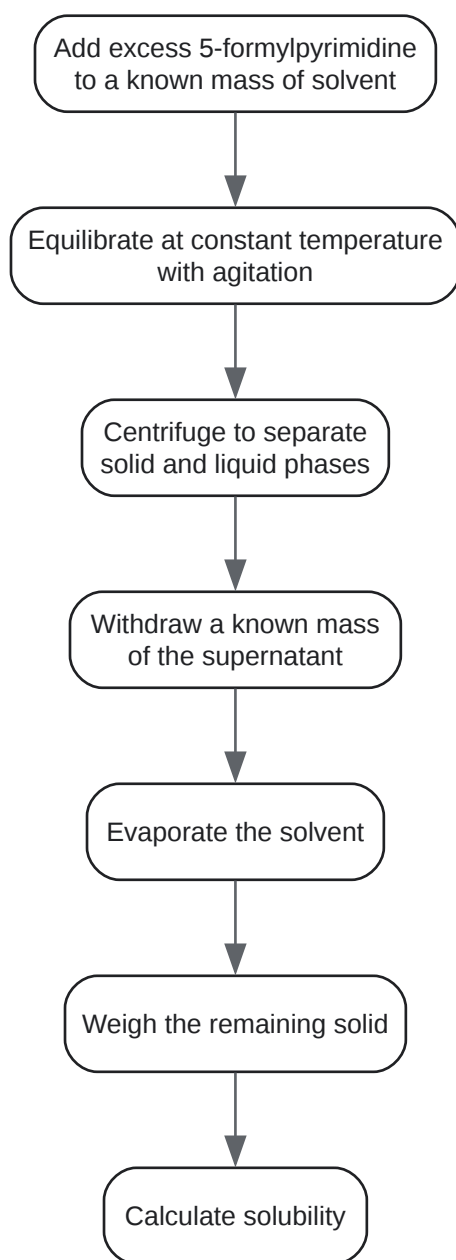 Add excess 5-formylpyrimidine
to a known mass of solvent
Equilibrate at constant temperature
with agitation
Centrifuge to separate
solid and liquid phases
Withdraw a known mass
of the supernatant
Evaporate the solvent
Weigh the remaining solid
Calculate solubility